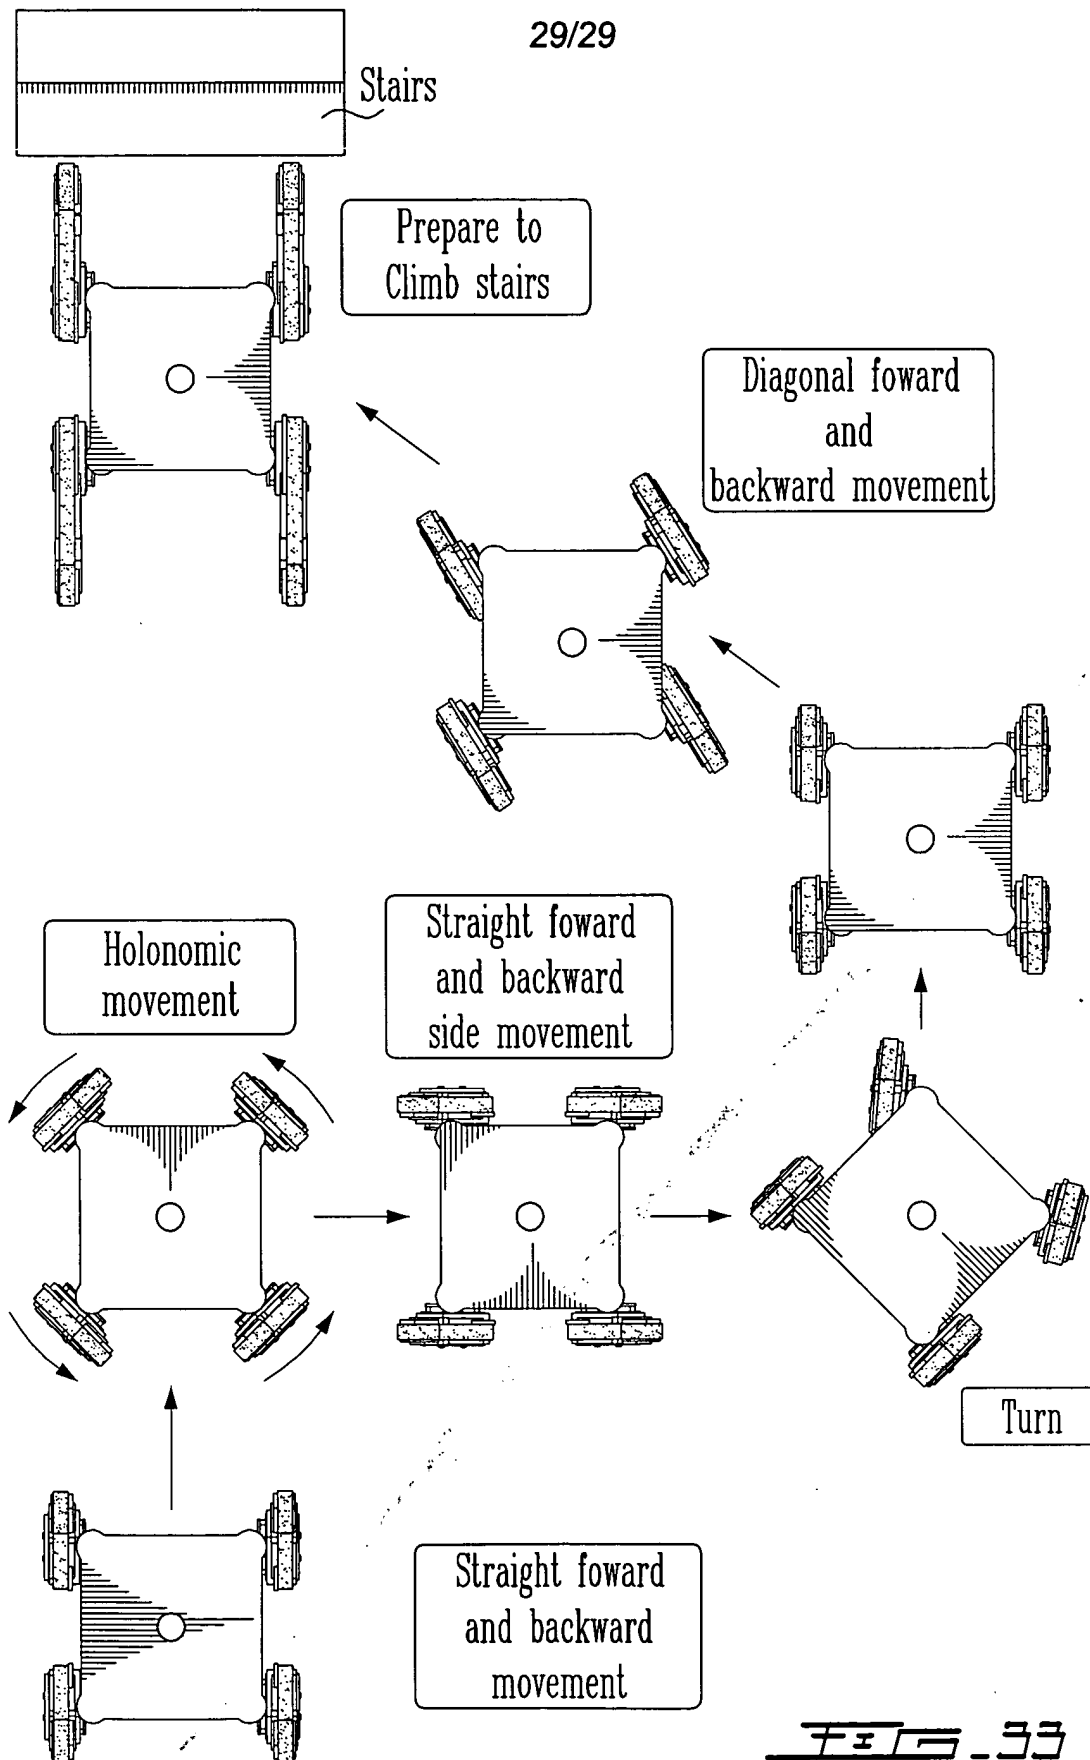 29/29
Stairs
Prepare to
Climb stairs
Diagonal foward
and
backward movement
Holonomic
movement
Straight foward
and backward
side movement
Turn
Straight foward
and backward
movement
FIG_33